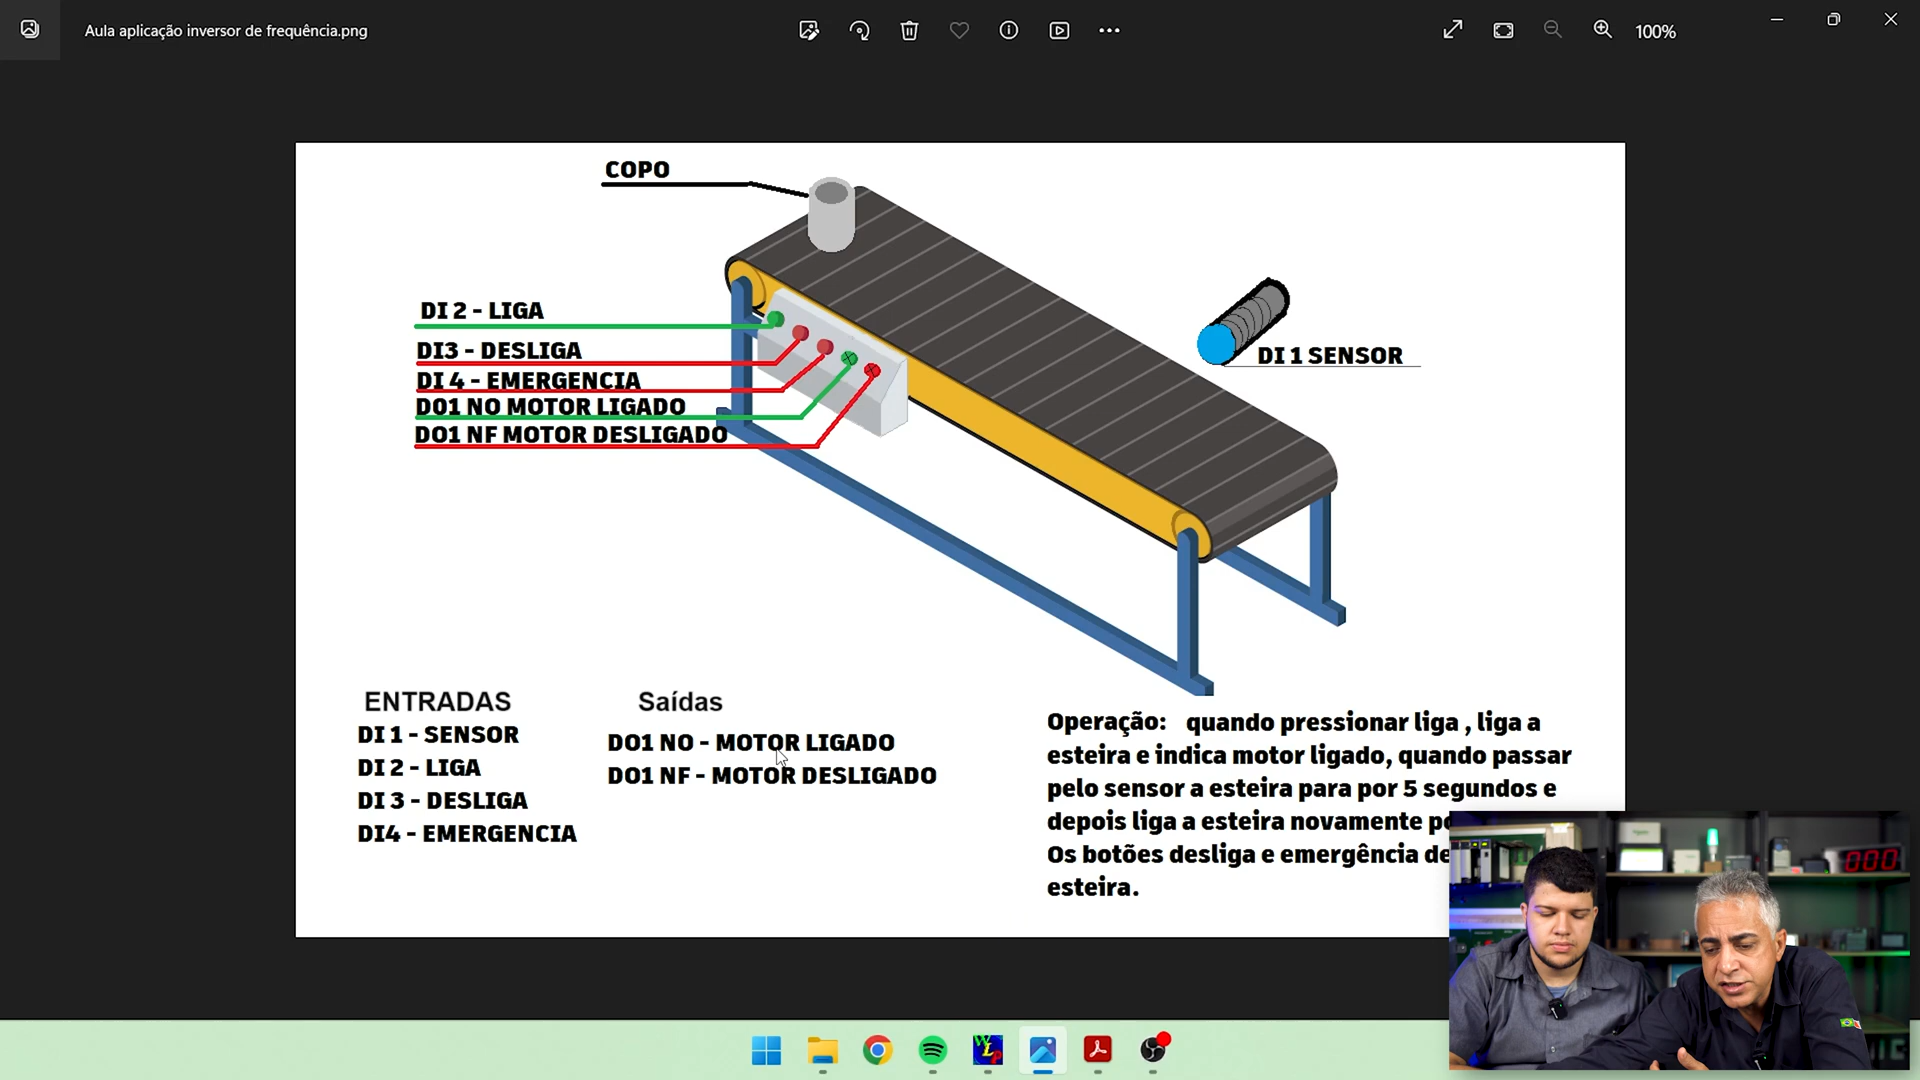 Aula aplicação inversor de frequência.png
100%
COPO
DI 2 - LIGA
DI3 - DESLIGA
DI 4 - EMERGENCIA
DO1 NO MOTOR LIGADO
DO1 NF MOTOR DESLIGADO
DI 1 SENSOR
ENTRADAS
DI 1 - SENSOR
DI 2 - LIGA
DI 3 - DESLIGA
DI4 - EMERGENCIA
Saídas
DO1 NO - MOTOR LIGADO
DO1 NF - MOTOR DESLIGADO
Operação: quando pressionar liga , liga a
esteira e indica motor ligado, quando passar
pelo sensor a esteira para por 5 segundos e
depois liga a esteira novamente
Os botões desliga e emergência
esteira.
000